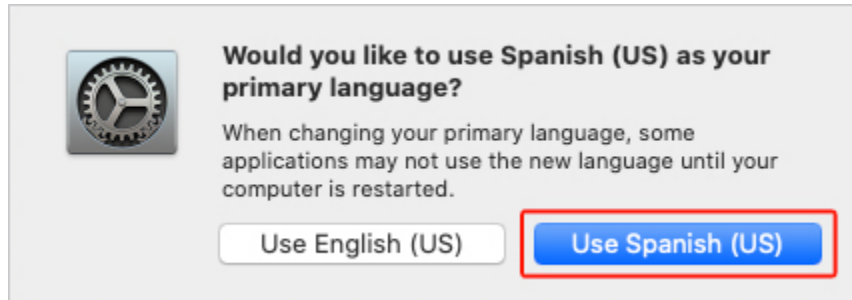 Would you like to use Spanish (US) as your
primary language?
When changing your primary language, some
applications may not use the new language until your
computer is restarted.
Use English (US)
Use Spanish (US)